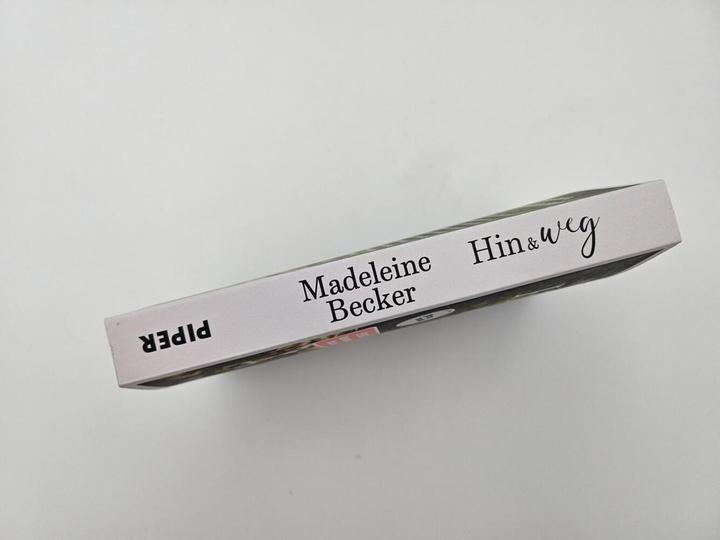 Madeleine
Becker
Hin & weg
PIPER